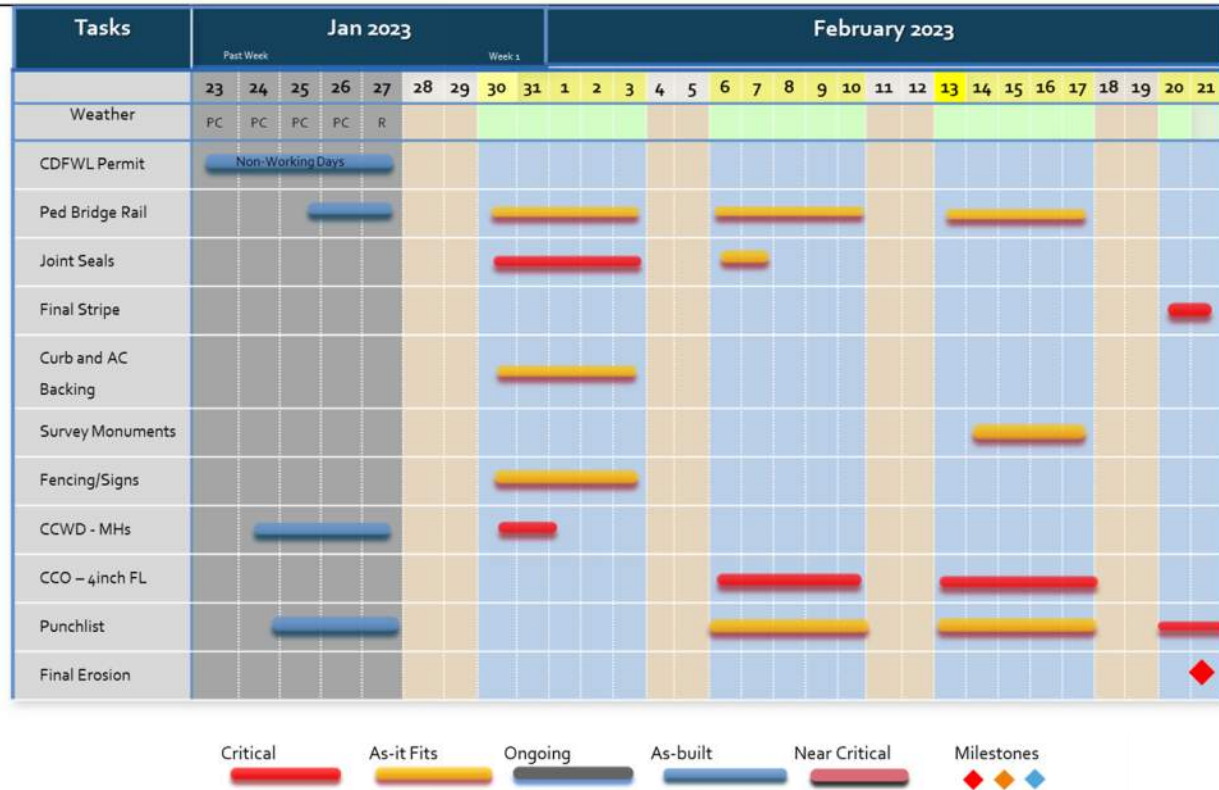 Tasks Jan 2023 February 2023
Past Week Week 1
23 24 25 26 27 28 29 30 31 1 2 3 4 5 6 7 8 9 10 11 12 13 14 15 16 17 18 19 20 21
Weather PC PC PC PC R
CDFWL Permit Non-Working Days
Ped Bridge Rail
Joint Seals
Final Stripe
Curb and AC
Backing
Survey Monuments
Fencing/Signs
CCWD - MHs
CCO – 4inch FL
Punchlist
Final Erosion
Critical As-it Fits Ongoing As-built Near Critical Milestones